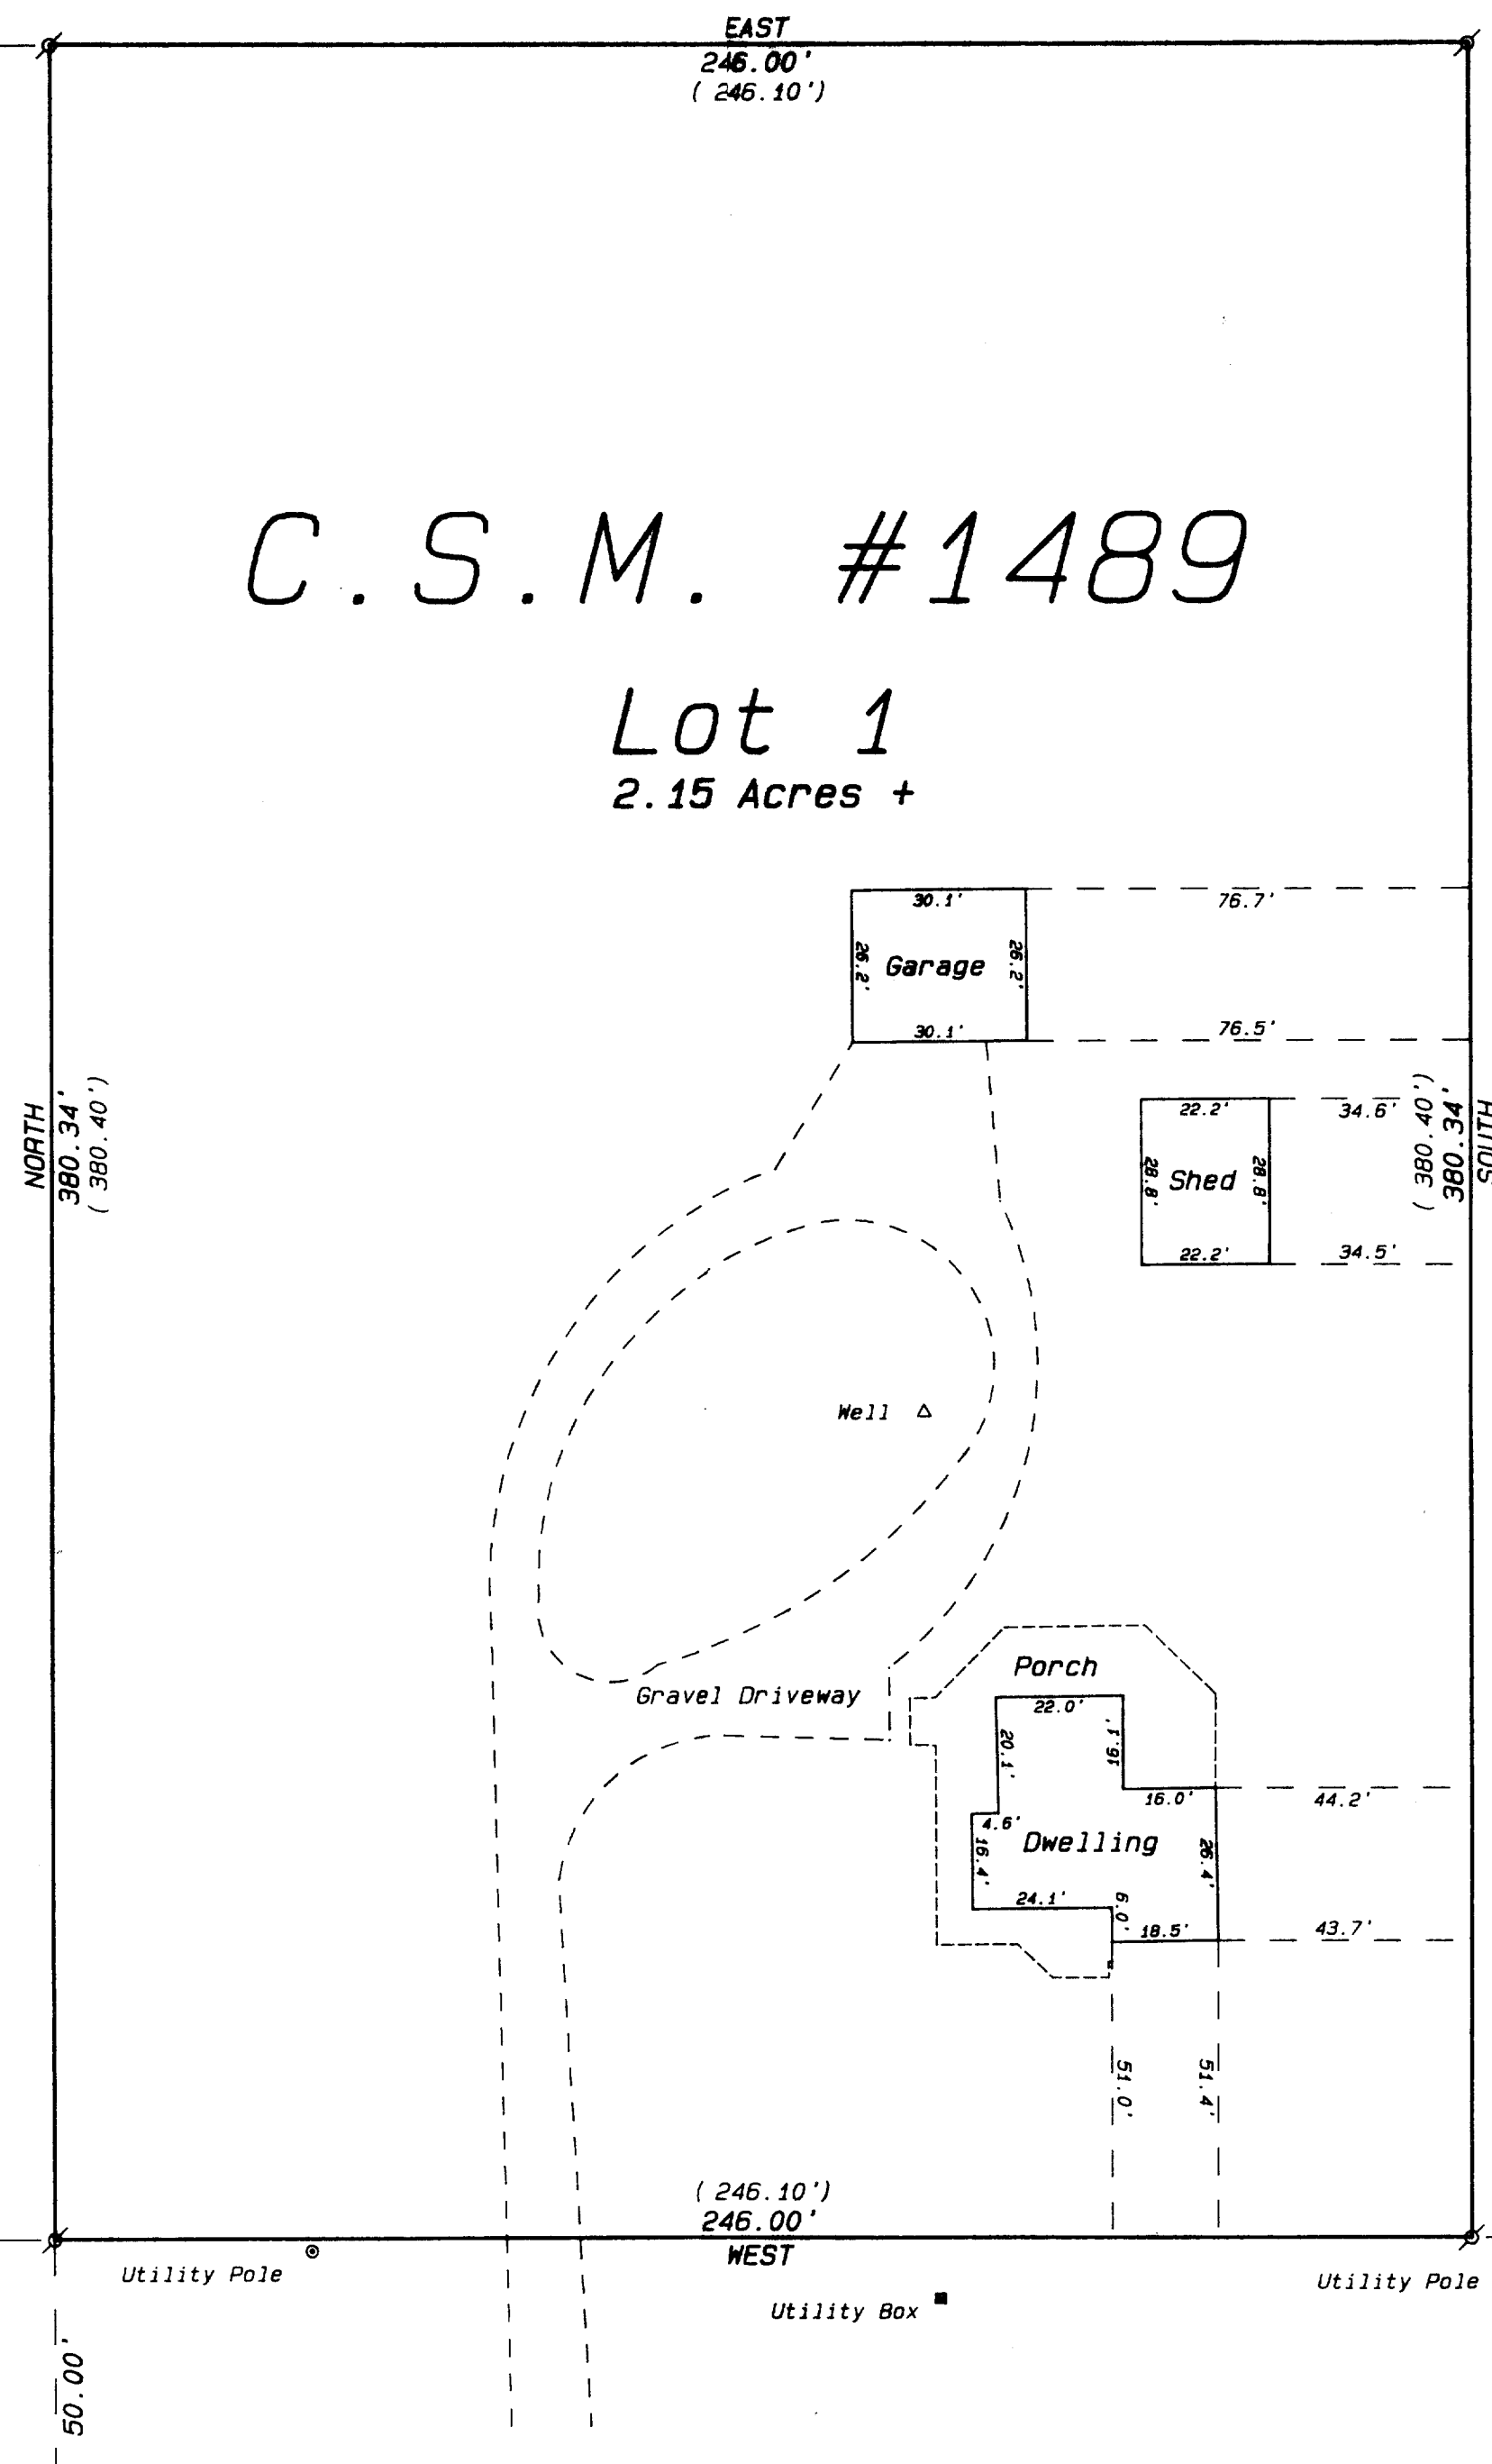 EAST
246.00'
( 246.10')
C.S.M. #1489
Lot 1
2.15 Acres +
30.1'
76.7'
26.2'
Garage
26.2'
30.1'
76.5'
NORTH
380.34'
( 380.40')
22.2'
34.6'
28.8'
Shed
28.8'
( 380.40')
380.34'
SOUTH
22.2'
34.5'
Well
Porch
Gravel Driveway
22.0'
20.1'
16.1'
16.0'
44.2'
4.6'
Dwelling
16.4'
26.4'
24.1'
6.0'
18.5'
43.7'
51.0'
51.4'
( 246.10')
246.00'
WEST
Utility Pole
Utility Pole
Utility Box
50.00'